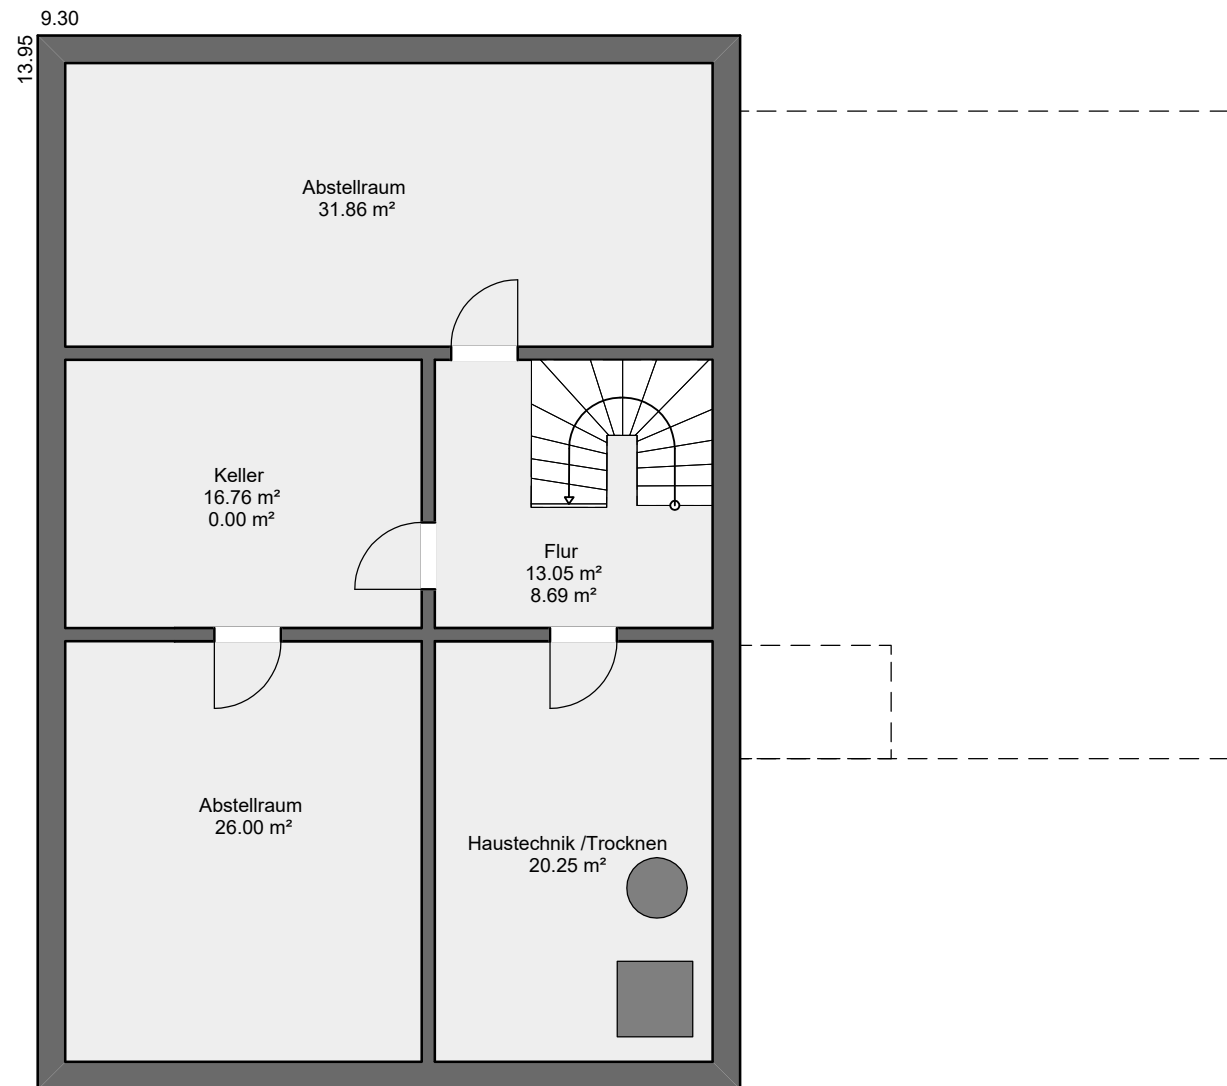 9.30
13.95
Abstellraum
31.86 m²
Keller
16.76 m²
0.00 m²
Flur
13.05 m²
8.69 m²
Abstellraum
26.00 m²
Haustechnik /Trocknen
20.25 m²